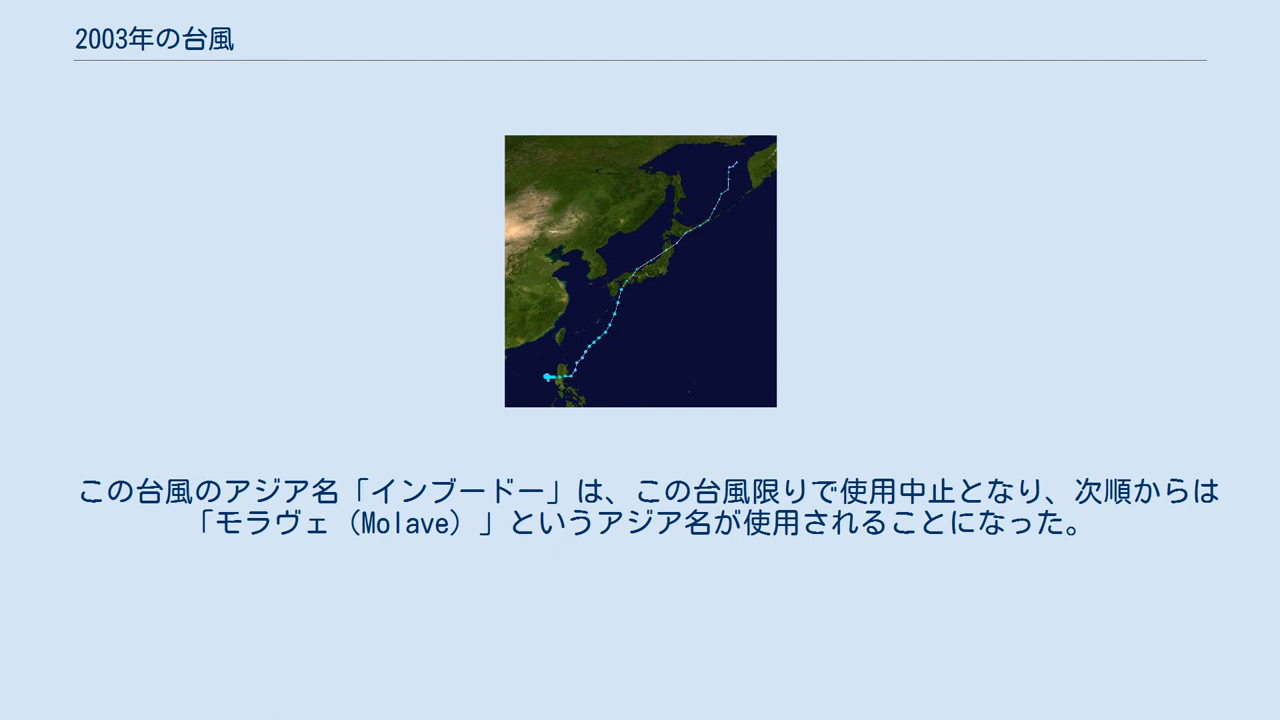 2003年の台風
この台風のアジア名「インブードー」は、この台風限りで使用中止となり、次順からは
「モラヴェ（Molave）」というアジア名が使用されることになった。